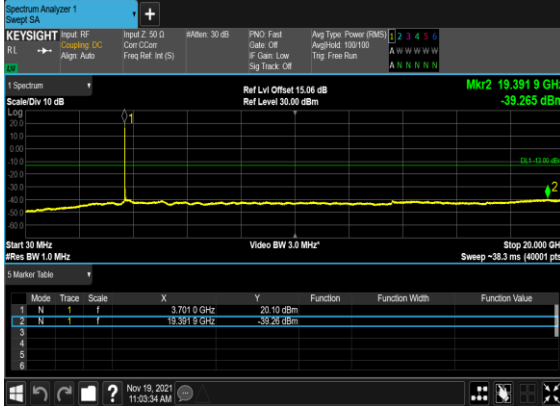 Spectrum Analyzer 1
Swept SA
+
KEYSIGHT Input: RF Input Z: 50 Ω #Atten: 30 dB PNO: Fast Avg Type: Power (RMS) 1 2 3 4 5 6
RL Coupling: DC Corr CCorr Gate: Off Avg|Hold: 100/100 A W W W W W
Align: Auto Freq Ref: Int (S) IF Gain: Low Trig: Free Run
Sig Track: Off A N N N N N
1 Spectrum Ref Lvl Offset 15.06 dB Mkr2 19.391 9 GHz
Scale/Div 10 dB Ref Level 30.00 dBm -39.265 dBm
Log
20.0
10.0
0.00
-10.0 DL1 -13.00 dBm
-20.0
-30.0
-40.0
-50.0
-60.0
1
2
Start 30 MHz Video BW 3.0 MHz* Stop 20.000 GHz
#Res BW 1.0 MHz Sweep ~38.3 ms (40001 pts)
5 Marker Table
Mode Trace Scale X Y Function Function Width Function Value
1 N 1 f 3.701 0 GHz 20.10 dBm
2 N 1 f 19.391 9 GHz -39.26 dBm
3
4
5
6
? Nov 19, 2021
11:03:34 AM